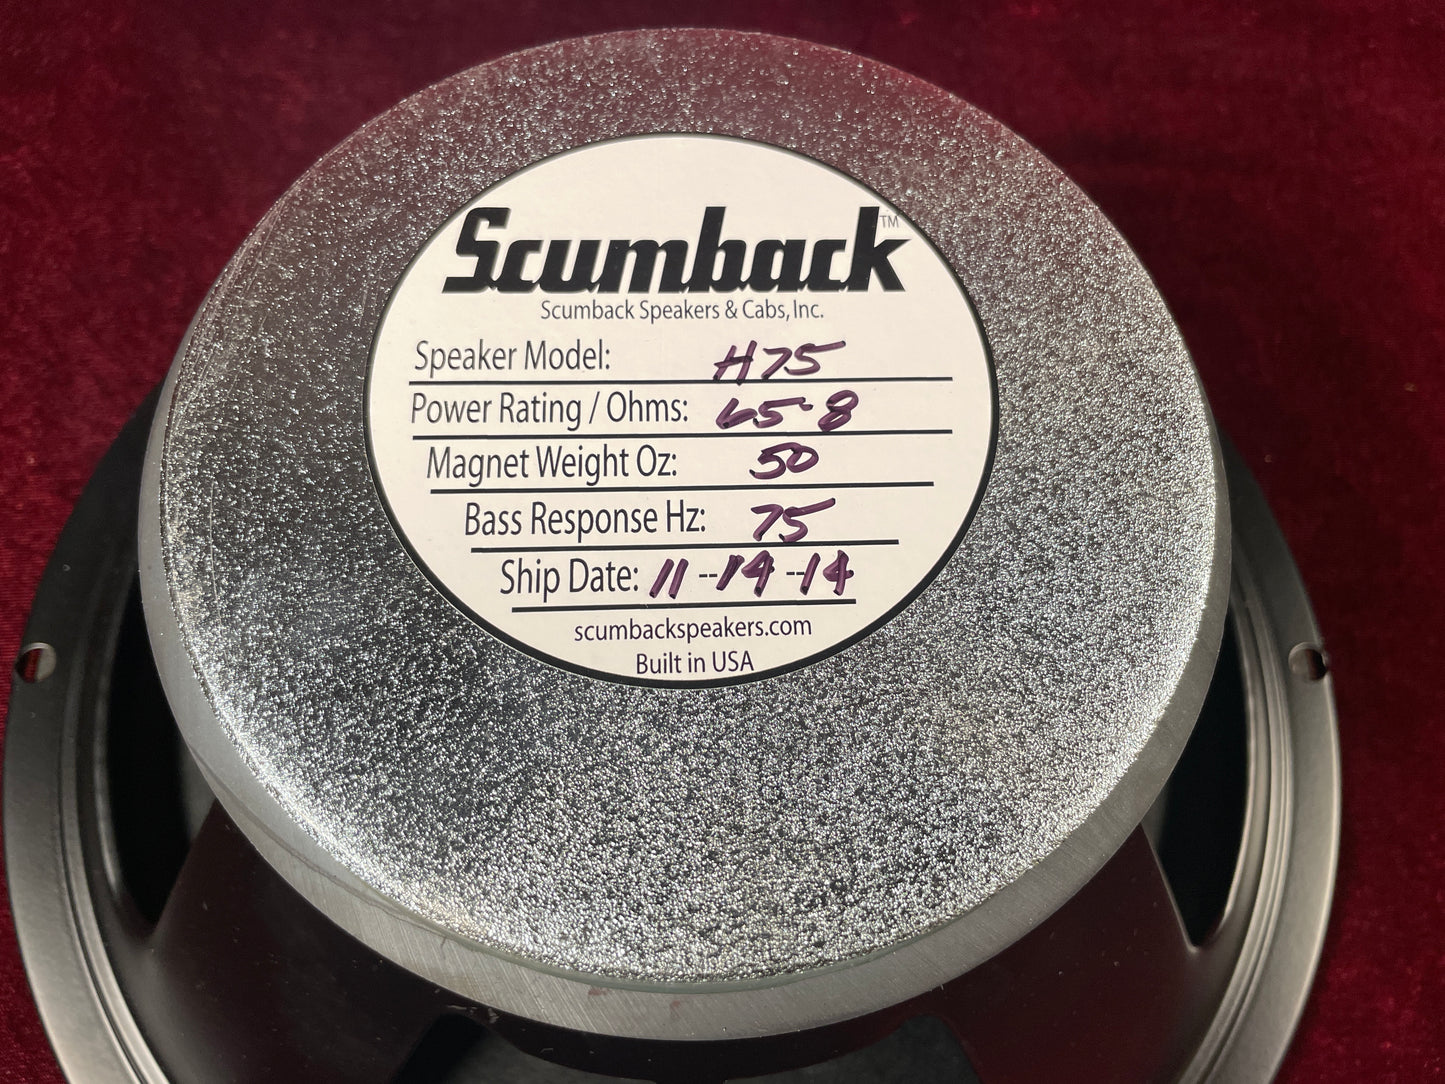 Scumback™
Scumback Speakers & Cabs, Inc.
Speaker Model: H75
Power Rating / Ohms: 65-8
Magnet Weight Oz: 50
Bass Response Hz: 75
Ship Date: 11 -- 14 -- 14
scumbackspeakers.com
Built in USA